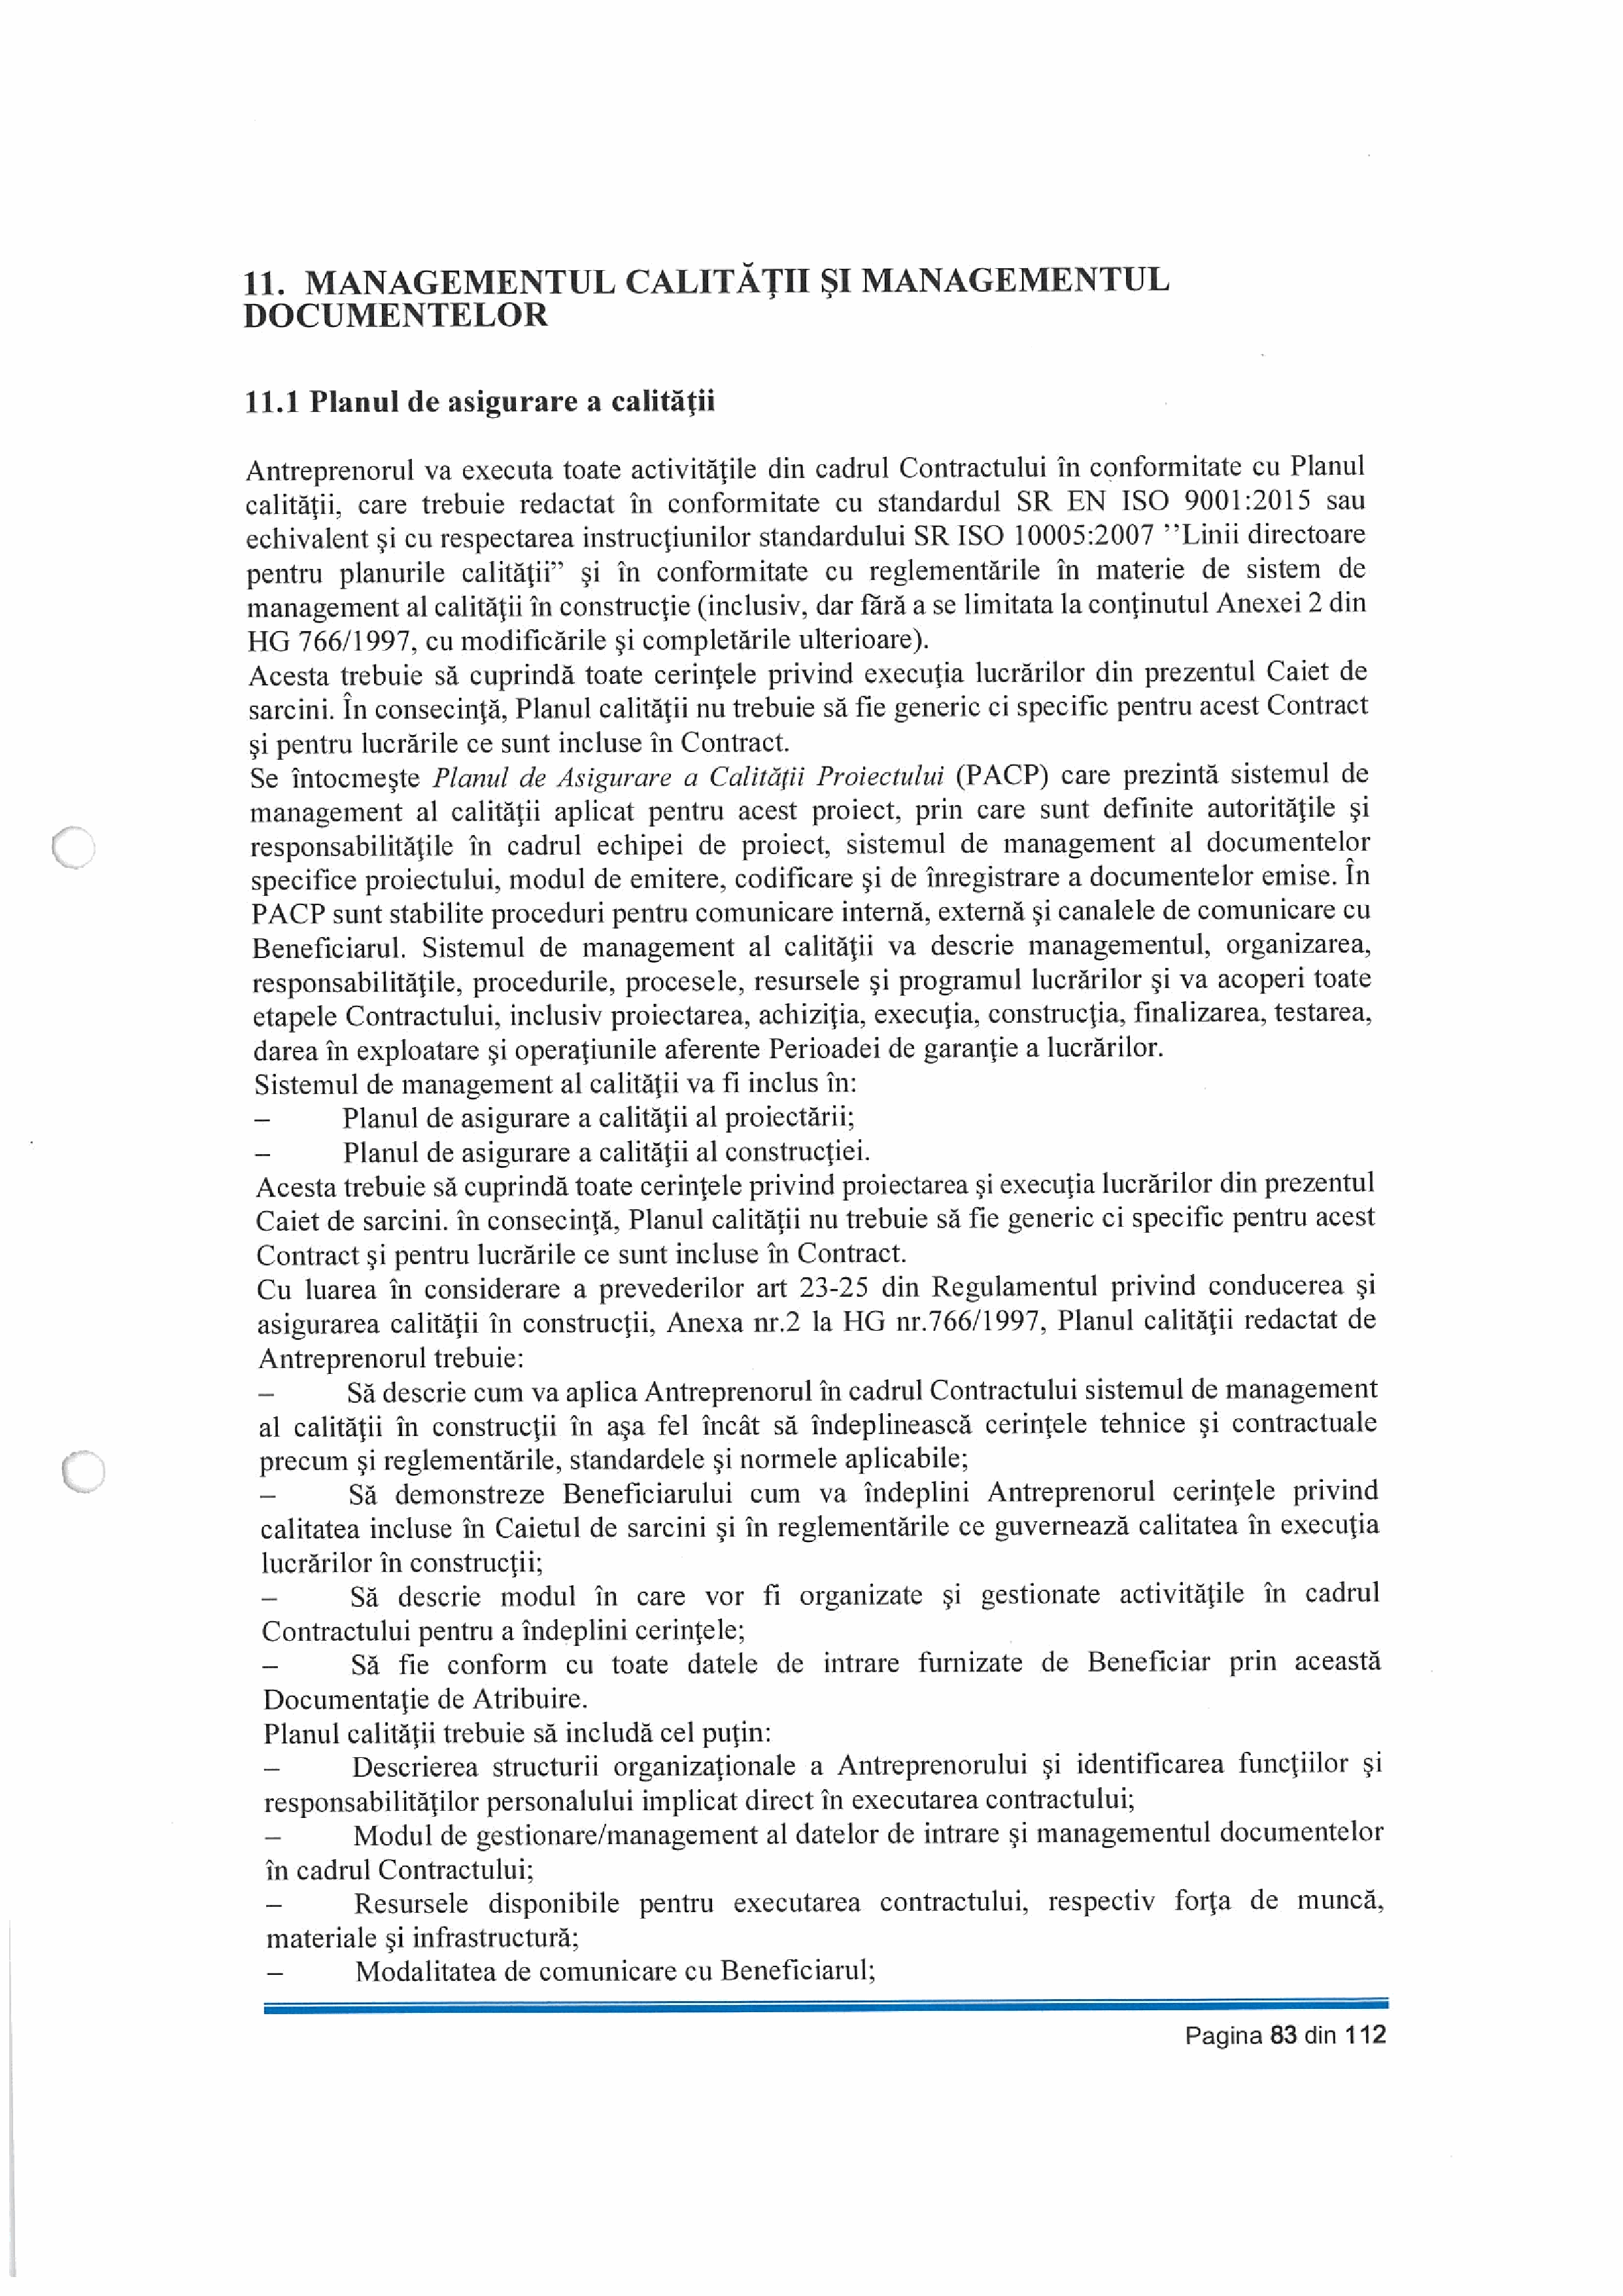 11. MANAGEMENTUL CALITĂŢII ŞI MANAGEMENTUL
DOCUMENTELOR
11.1 Planul de asigurare a calităţii
Antreprenorul va executa toate activităţile din cadrul Contractului în conformitate cu Planul
calităţii, care trebuie redactat în conformitate cu standardul SR EN ISO 9001:2015 sau
echivalent şi cu respectarea instrucţiunilor standardului SR ISO 10005:2007 ’’Linii directoare
pentru planurile calităţii” şi în conformitate cu reglementările în materie de sistem de
management al calităţii în construcţie (inclusiv, dar fără a se limitata la conţinutul Anexei 2 din
HG 766/1997, cu modificările şi completările ulterioare).
Acesta trebuie să cuprindă toate cerinţele privind execuţia lucrărilor din prezentul Caiet de
sarcini. În consecinţă, Planul calităţii nu trebuie să fie generic ci specific pentru acest Contract
şi pentru lucrările ce sunt incluse în Contract.
Se întocmeşte Planul de Asigurare a Calităţii Proiectului (PACP) care prezintă sistemul de
management al calităţii aplicat pentru acest proiect, prin care sunt definite autorităţile şi
responsabilităţile în cadrul echipei de proiect, sistemul de management al documentelor
specifice proiectului, modul de emitere, codificare şi de înregistrare a documentelor emise. În
PACP sunt stabilite proceduri pentru comunicare internă, externă şi canalele de comunicare cu
Beneficiarul. Sistemul de management al calităţii va descrie managementul, organizarea,
responsabilităţile, procedurile, procesele, resursele şi programul lucrărilor şi va acoperi toate
etapele Contractului, inclusiv proiectarea, achiziţia, execuţia, construcţia, finalizarea, testarea,
darea în exploatare şi operaţiunile aferente Perioadei de garanţie a lucrărilor.
Sistemul de management al calităţii va fi inclus în:
– Planul de asigurare a calităţii al proiectării;
– Planul de asigurare a calităţii al construcţiei.
Acesta trebuie să cuprindă toate cerinţele privind proiectarea şi execuţia lucrărilor din prezentul
Caiet de sarcini. în consecinţă, Planul calităţii nu trebuie să fie generic ci specific pentru acest
Contract şi pentru lucrările ce sunt incluse în Contract.
Cu luarea în considerare a prevederilor art 23-25 din Regulamentul privind conducerea şi
asigurarea calităţii în construcţii, Anexa nr.2 la HG nr.766/1997, Planul calităţii redactat de
Antreprenorul trebuie:
– Să descrie cum va aplica Antreprenorul în cadrul Contractului sistemul de management
al calităţii în construcţii în aşa fel încât să îndeplinească cerinţele tehnice şi contractuale
precum şi reglementările, standardele şi normele aplicabile;
– Să demonstreze Beneficiarului cum va îndeplini Antreprenorul cerinţele privind
calitatea incluse în Caietul de sarcini şi în reglementările ce guvernează calitatea în execuţia
lucrărilor în construcţii;
– Să descrie modul în care vor fi organizate şi gestionate activităţile în cadrul
Contractului pentru a îndeplini cerinţele;
– Să fie conform cu toate datele de intrare furnizate de Beneficiar prin această
Documentaţie de Atribuire.
Planul calităţii trebuie să includă cel puţin:
– Descrierea structurii organizaţionale a Antreprenorului şi identificarea funcţiilor şi
responsabilităţilor personalului implicat direct în executarea contractului;
– Modul de gestionare/management al datelor de intrare şi managementul documentelor
în cadrul Contractului;
– Resursele disponibile pentru executarea contractului, respectiv forţa de muncă,
materiale şi infrastructură;
– Modalitatea de comunicare cu Beneficiarul;
Pagina 83 din 112